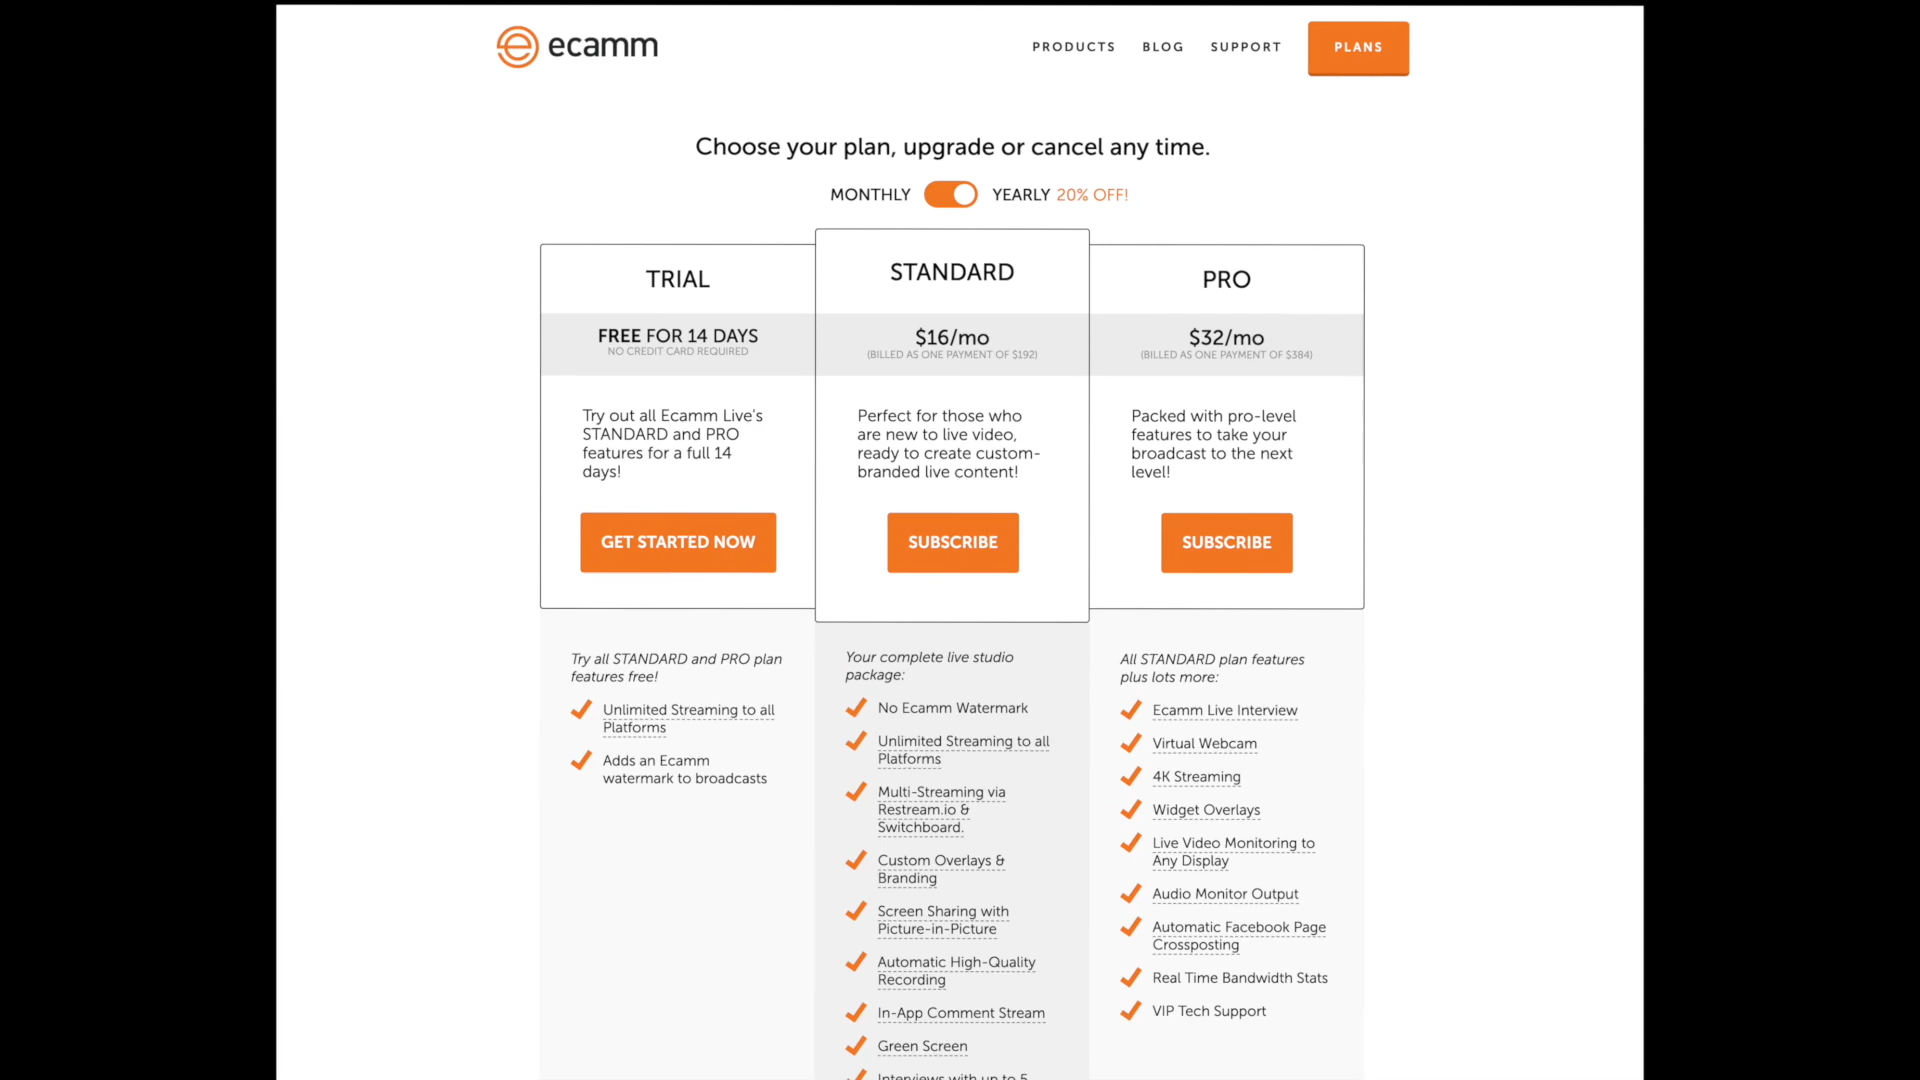 ecamm
PRODUCTS BLOG SUPPORT PLANS
Choose your plan, upgrade or cancel any time.
MONTHLY YEARLY 20% OFF!
TRIAL
FREE FOR 14 DAYS
NO CREDIT CARD REQUIRED
Try out all Ecamm Live's
STANDARD and PRO
features for a full 14
days!
GET STARTED NOW
Try all STANDARD and PRO plan
features free!
Unlimited Streaming to all
Platforms
Adds an Ecamm
watermark to broadcasts
STANDARD
$16/mo
(BILLED AS ONE PAYMENT OF $192)
Perfect for those who
are new to live video,
ready to create custom-
branded live content!
SUBSCRIBE
Your complete live studio
package:
No Ecamm Watermark
Unlimited Streaming to all
Platforms
Multi-Streaming via
Restream.io &
Switchboard.
Custom Overlays &
Branding
Screen Sharing with
Picture-in-Picture
Automatic High-Quality
Recording
In-App Comment Stream
Green Screen
Interviews with up to 5
PRO
$32/mo
(BILLED AS ONE PAYMENT OF $384)
Packed with pro-level
features to take your
broadcast to the next
level!
SUBSCRIBE
All STANDARD plan features
plus lots more:
Ecamm Live Interview
Virtual Webcam
4K Streaming
Widget Overlays
Live Video Monitoring to
Any Display
Audio Monitor Output
Automatic Facebook Page
Crossposting
Real Time Bandwidth Stats
VIP Tech Support